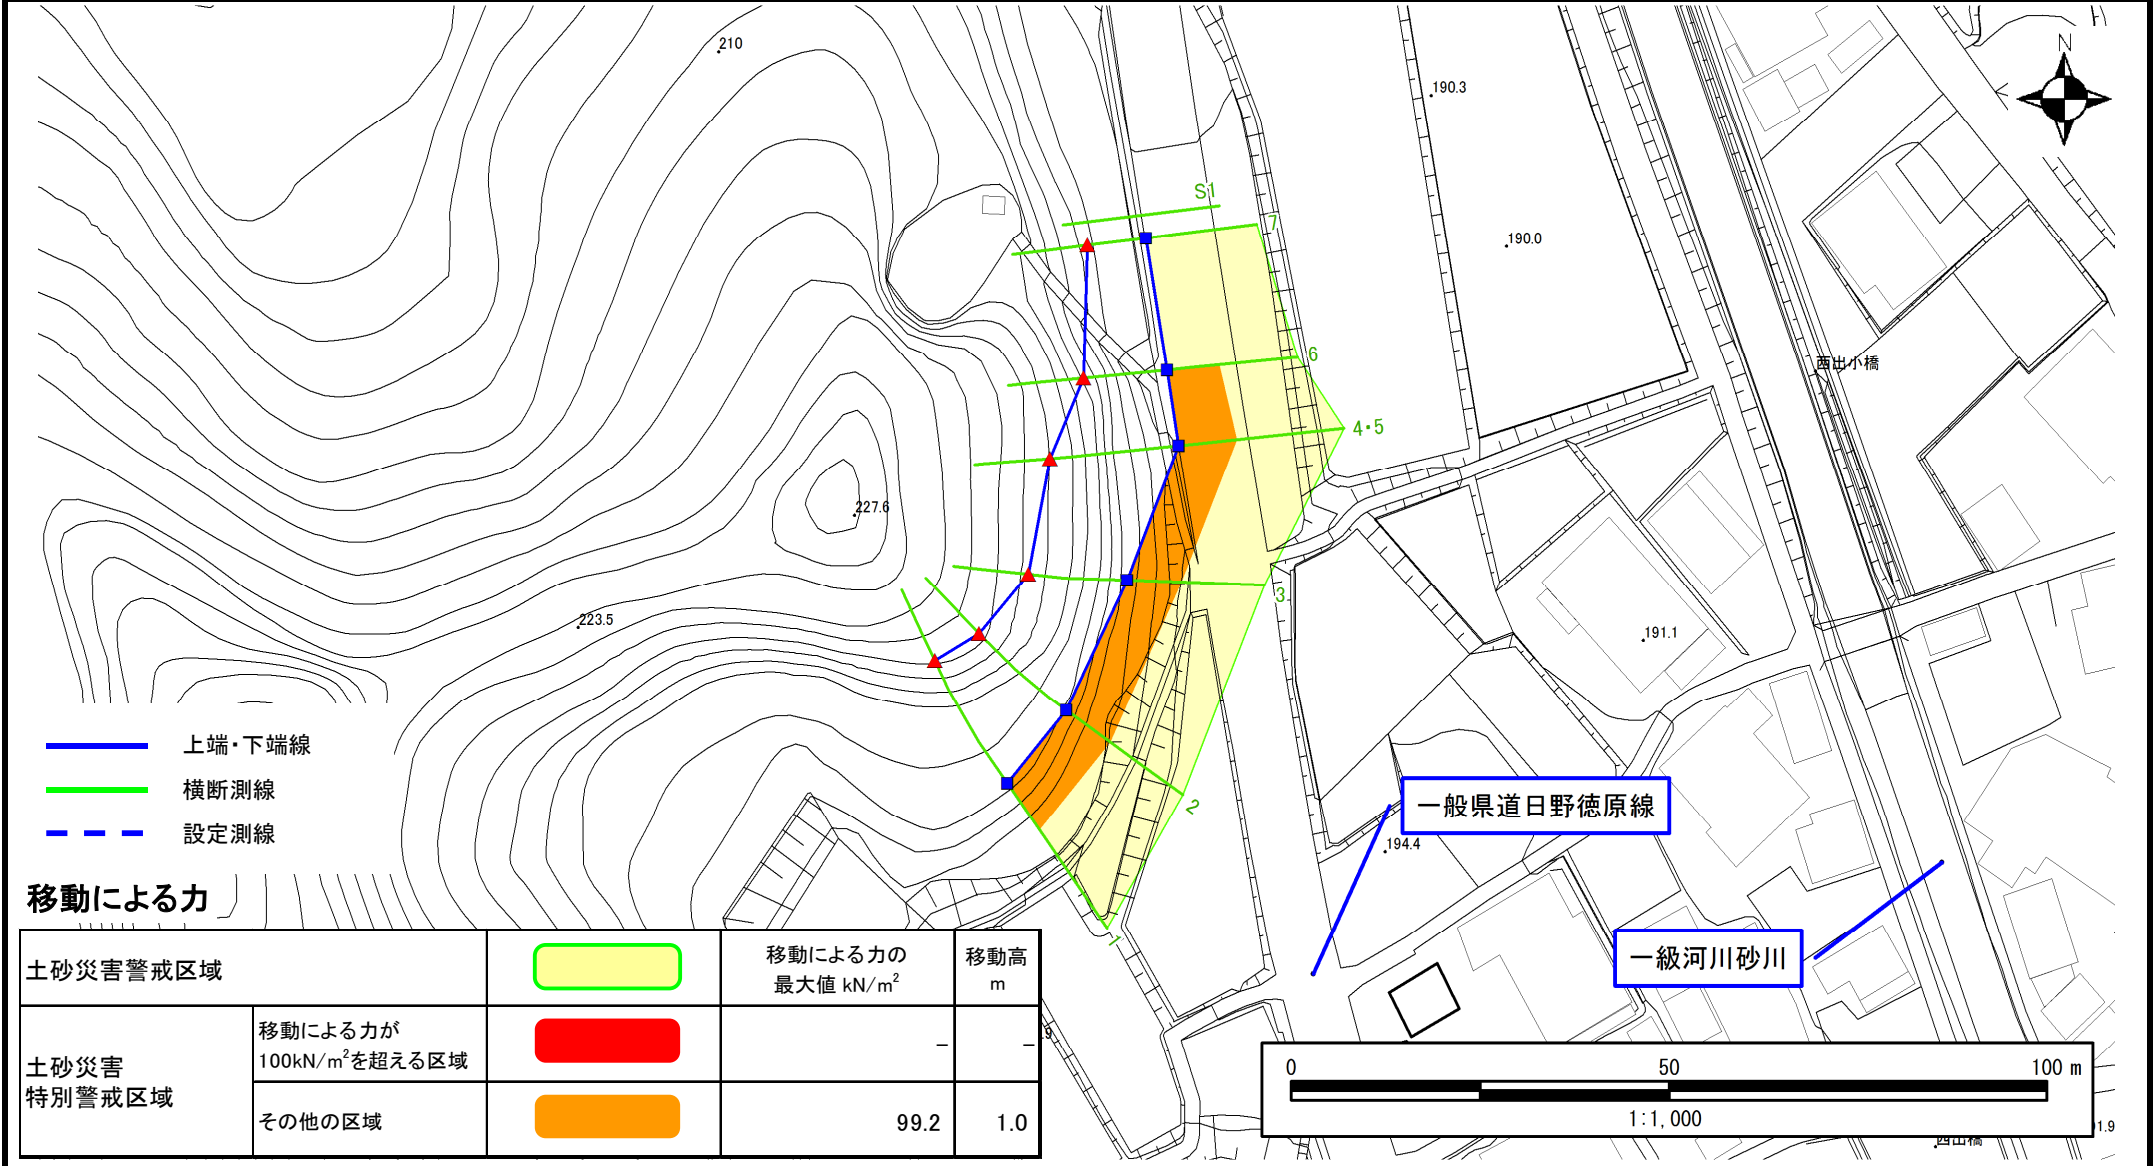 210
190.3
N
S1
7
190.0
6
西出小橋
4・5
227.6
3
223.5
191.1
上端・下端線
横断測線
設定測線
2
一般県道日野徳原線
194.4
1
一級河川砂川
移動による力
土砂災害警戒区域
移動による力の
最大値 kN/m²
移動高
m
土砂災害
特別警戒区域
移動による力が
100kN/m²を超える区域
–
–
その他の区域
99.2
1.0
.9
0
50
100 m
1:1,000
1.9
西出橋